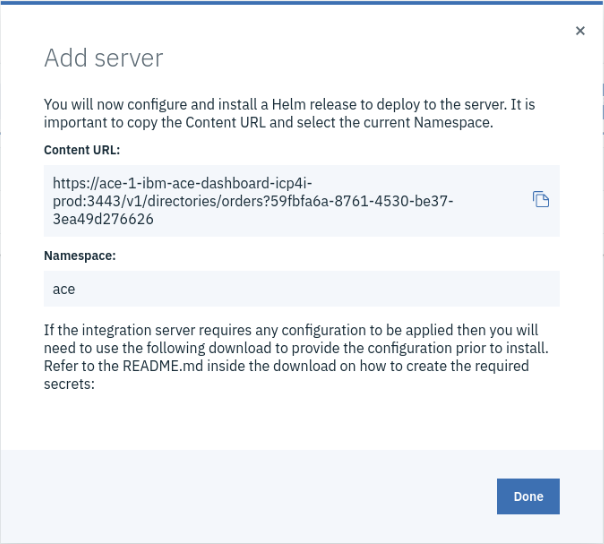 Add server
You will now configure and install a Helm release to deploy to the server. It is
important to copy the Content URL and select the current Namespace.
Content URL:
https://ace-1-ibm-ace-dashboard-icp4i-
prod:3443/v1/directories/orders?59fbfa6a-8761-4530-be37-
3ea49d276626
Namespace:
ace
If the integration server requires any configuration to be applied then you will
need to use the following download to provide the configuration prior to install.
Refer to the README.md inside the download on how to create the required
secrets:
Done